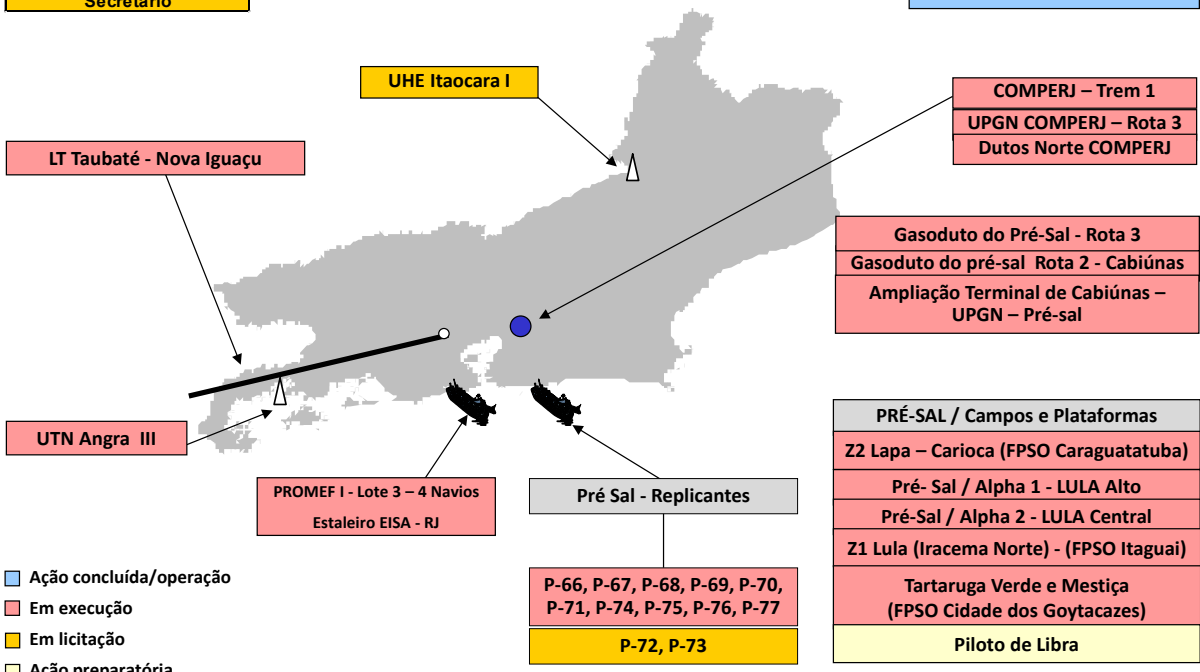 Secretário
UHE Itaocara I
COMPERJ – Trem 1
UPGN COMPERJ – Rota 3
Dutos Norte COMPERJ
LT Taubaté - Nova Iguaçu
Gasoduto do Pré-Sal - Rota 3
Gasoduto do pré-sal Rota 2 - Cabiúnas
Ampliação Terminal de Cabiúnas –
UPGN – Pré-sal
UTN Angra III
PROMEF I - Lote 3 – 4 Navios
Estaleiro EISA - RJ
Pré Sal - Replicantes
P-66, P-67, P-68, P-69, P-70,
P-71, P-74, P-75, P-76, P-77
P-72, P-73
PRÉ-SAL / Campos e Plataformas
Z2 Lapa – Carioca (FPSO Caraguatatuba)
Pré- Sal / Alpha 1 - LULA Alto
Pré-Sal / Alpha 2 - LULA Central
Z1 Lula (Iracema Norte) - (FPSO Itaguai)
Tartaruga Verde e Mestiça
(FPSO Cidade dos Goytacazes)
Piloto de Libra
Ação concluída/operação
Em execução
Em licitação
Ação preparatória